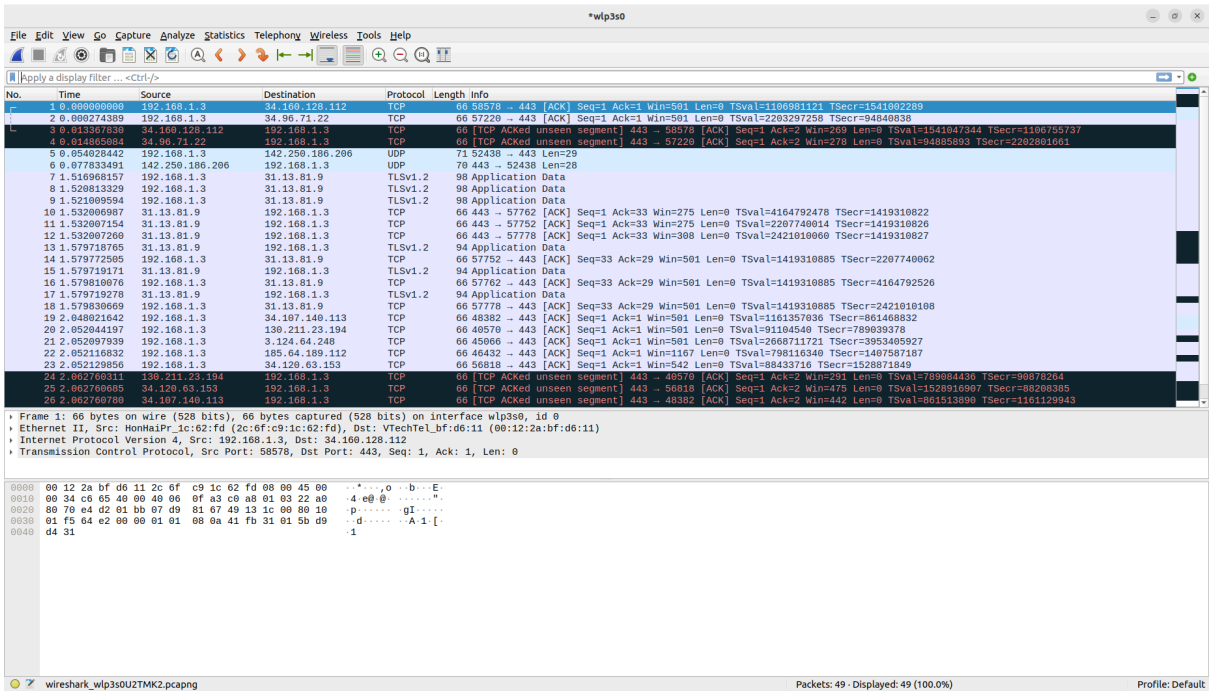 *wlp3s0
File Edit View Go Capture Analyze Statistics Telephony Wireless Tools Help
Apply a display filter ... <Ctrl-/>
No. Time Source Destination Protocol Length Info
1 0.000000000 192.168.1.3 34.160.128.112 TCP 66 58578 → 443 [ACK] Seq=1 Ack=1 Win=501 Len=0 TSval=1106981121 TSecr=1541002289
2 0.000274389 192.168.1.3 34.96.71.22 TCP 66 57220 → 443 [ACK] Seq=1 Ack=1 Win=501 Len=0 TSval=2203297258 TSecr=94840838
3 0.013367830 34.160.128.112 192.168.1.3 TCP 66 [TCP ACKed unseen segment] 443 → 58578 [ACK] Seq=1 Ack=2 Win=269 Len=0 TSval=1541047344 TSecr=1106755737
4 0.014865084 34.96.71.22 192.168.1.3 TCP 66 [TCP ACKed unseen segment] 443 → 57220 [ACK] Seq=1 Ack=2 Win=278 Len=0 TSval=94885893 TSecr=2202801661
5 0.054028442 192.168.1.3 142.250.186.206 UDP 71 52438 → 443 Len=29
6 0.077833491 142.250.186.206 192.168.1.3 UDP 70 443 → 52438 Len=28
7 1.516968157 192.168.1.3 31.13.81.9 TLSv1.2 98 Application Data
8 1.520813329 192.168.1.3 31.13.81.9 TLSv1.2 98 Application Data
9 1.521009594 192.168.1.3 31.13.81.9 TLSv1.2 98 Application Data
10 1.532006987 31.13.81.9 192.168.1.3 TCP 66 443 → 57762 [ACK] Seq=1 Ack=33 Win=275 Len=0 TSval=4164792478 TSecr=1419310822
11 1.532007154 31.13.81.9 192.168.1.3 TCP 66 443 → 57752 [ACK] Seq=1 Ack=33 Win=275 Len=0 TSval=2207740014 TSecr=1419310826
12 1.532007260 31.13.81.9 192.168.1.3 TCP 66 443 → 57778 [ACK] Seq=1 Ack=33 Win=308 Len=0 TSval=2421010060 TSecr=1419310827
13 1.579718765 31.13.81.9 192.168.1.3 TLSv1.2 94 Application Data
14 1.579772505 192.168.1.3 31.13.81.9 TCP 66 57752 → 443 [ACK] Seq=33 Ack=29 Win=501 Len=0 TSval=1419310885 TSecr=2207740062
15 1.579719171 31.13.81.9 192.168.1.3 TLSv1.2 94 Application Data
16 1.579810076 192.168.1.3 31.13.81.9 TCP 66 57762 → 443 [ACK] Seq=33 Ack=29 Win=501 Len=0 TSval=1419310885 TSecr=4164792526
17 1.579719278 31.13.81.9 192.168.1.3 TLSv1.2 94 Application Data
18 1.579830669 192.168.1.3 31.13.81.9 TCP 66 57778 → 443 [ACK] Seq=33 Ack=29 Win=501 Len=0 TSval=1419310885 TSecr=2421010108
19 2.048021642 192.168.1.3 34.107.140.113 TCP 66 48382 → 443 [ACK] Seq=1 Ack=1 Win=501 Len=0 TSval=1161357036 TSecr=861468832
20 2.052044197 192.168.1.3 130.211.23.194 TCP 66 40570 → 443 [ACK] Seq=1 Ack=1 Win=501 Len=0 TSval=91104540 TSecr=789039378
21 2.052097939 192.168.1.3 3.124.64.248 TCP 66 45066 → 443 [ACK] Seq=1 Ack=1 Win=501 Len=0 TSval=2668711721 TSecr=3953405927
22 2.052116832 192.168.1.3 185.64.189.112 TCP 66 46432 → 443 [ACK] Seq=1 Ack=1 Win=1167 Len=0 TSval=798116340 TSecr=1407587187
23 2.052129856 192.168.1.3 34.120.63.153 TCP 66 56818 → 443 [ACK] Seq=1 Ack=1 Win=542 Len=0 TSval=88433716 TSecr=1528871849
24 2.062760311 130.211.23.194 192.168.1.3 TCP 66 [TCP ACKed unseen segment] 443 → 40570 [ACK] Seq=1 Ack=2 Win=291 Len=0 TSval=789084436 TSecr=90878264
25 2.062760685 34.120.63.153 192.168.1.3 TCP 66 [TCP ACKed unseen segment] 443 → 56818 [ACK] Seq=1 Ack=2 Win=475 Len=0 TSval=1528916907 TSecr=88208385
26 2.062760780 34.107.140.113 192.168.1.3 TCP 66 [TCP ACKed unseen segment] 443 → 48382 [ACK] Seq=1 Ack=2 Win=442 Len=0 TSval=861513890 TSecr=1161129943
Frame 1: 66 bytes on wire (528 bits), 66 bytes captured (528 bits) on interface wlp3s0, id 0
Ethernet II, Src: HonHaiPr_1c:62:fd (2c:6f:c9:1c:62:fd), Dst: VTechTel_bf:d6:11 (00:12:2a:bf:d6:11)
Internet Protocol Version 4, Src: 192.168.1.3, Dst: 34.160.128.112
Transmission Control Protocol, Src Port: 58578, Dst Port: 443, Seq: 1, Ack: 1, Len: 0
0000 00 12 2a bf d6 11 2c 6f c9 1c 62 fd 08 00 45 00 ··*···,o ··b···E·
0010 00 34 c6 65 40 00 40 06 0f a3 c0 a8 01 03 22 a0 ·4·e@·@· ······"·
0020 80 70 e4 d2 01 bb 07 d9 81 67 49 13 1c 00 80 10 ·p······ ·gI·····
0030 01 f5 64 e2 00 00 01 01 08 0a 41 fb 31 01 5b d9 ··d····· ··A·1·[·
0040 d4 31 ·1
wireshark_wlp3s0U2TMK2.pcapng Packets: 49 · Displayed: 49 (100.0%) Profile: Default